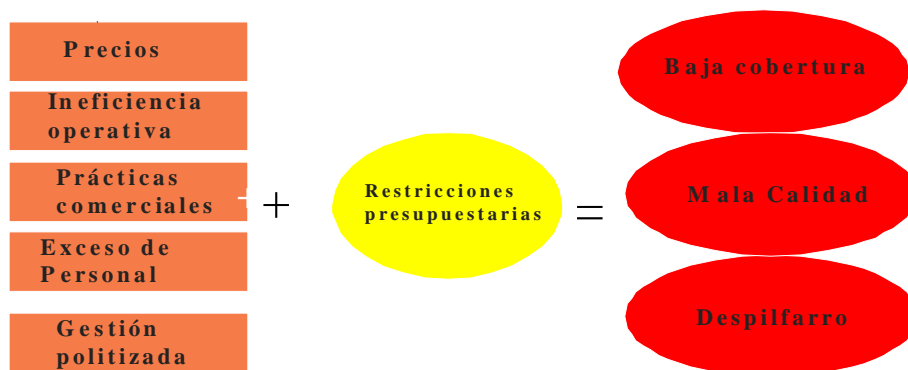 Precios
Ineficiencia
operativa
Prácticas
comerciales
Exceso de
Personal
Gestión
politizada
+
Restricciones
presupuestarias
=
Baja cobertura
Mala Calidad
Despilfarro